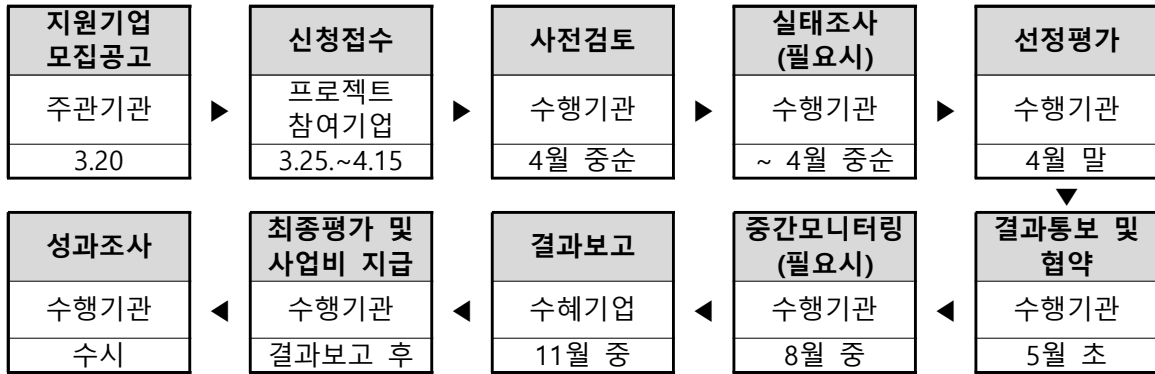 지원기업
모집공고
주관기관
3.20
▶
신청접수
프로젝트
참여기업
3.25.~4.15
▶
사전검토
수행기관
4월 중순
▶
실태조사
(필요시)
수행기관
~ 4월 중순
▶
선정평가
수행기관
4월 말
▼
결과통보 및
협약
수행기관
5월 초
◀
중간모니터링
(필요시)
수행기관
8월 중
◀
결과보고
수혜기업
11월 중
◀
최종평가 및
사업비 지급
수행기관
결과보고 후
◀
성과조사
수행기관
수시